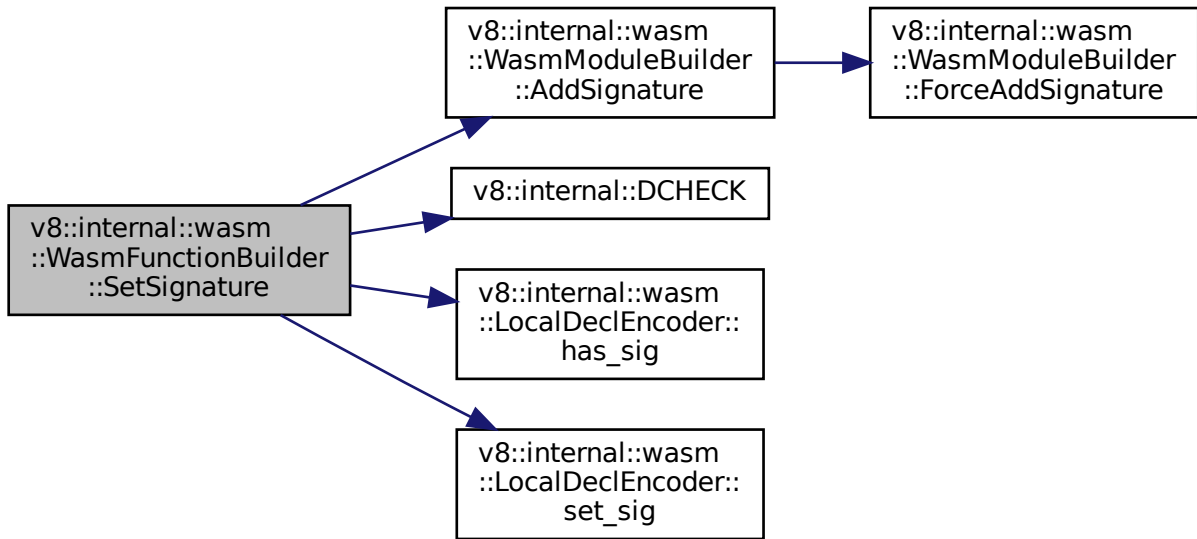 v8::internal::wasm
::WasmFunctionBuilder
::SetSignature
v8::internal::wasm
::WasmModuleBuilder
::AddSignature
v8::internal::wasm
::WasmModuleBuilder
::ForceAddSignature
v8::internal::DCHECK
v8::internal::wasm
::LocalDeclEncoder::
has_sig
v8::internal::wasm
::LocalDeclEncoder::
set_sig